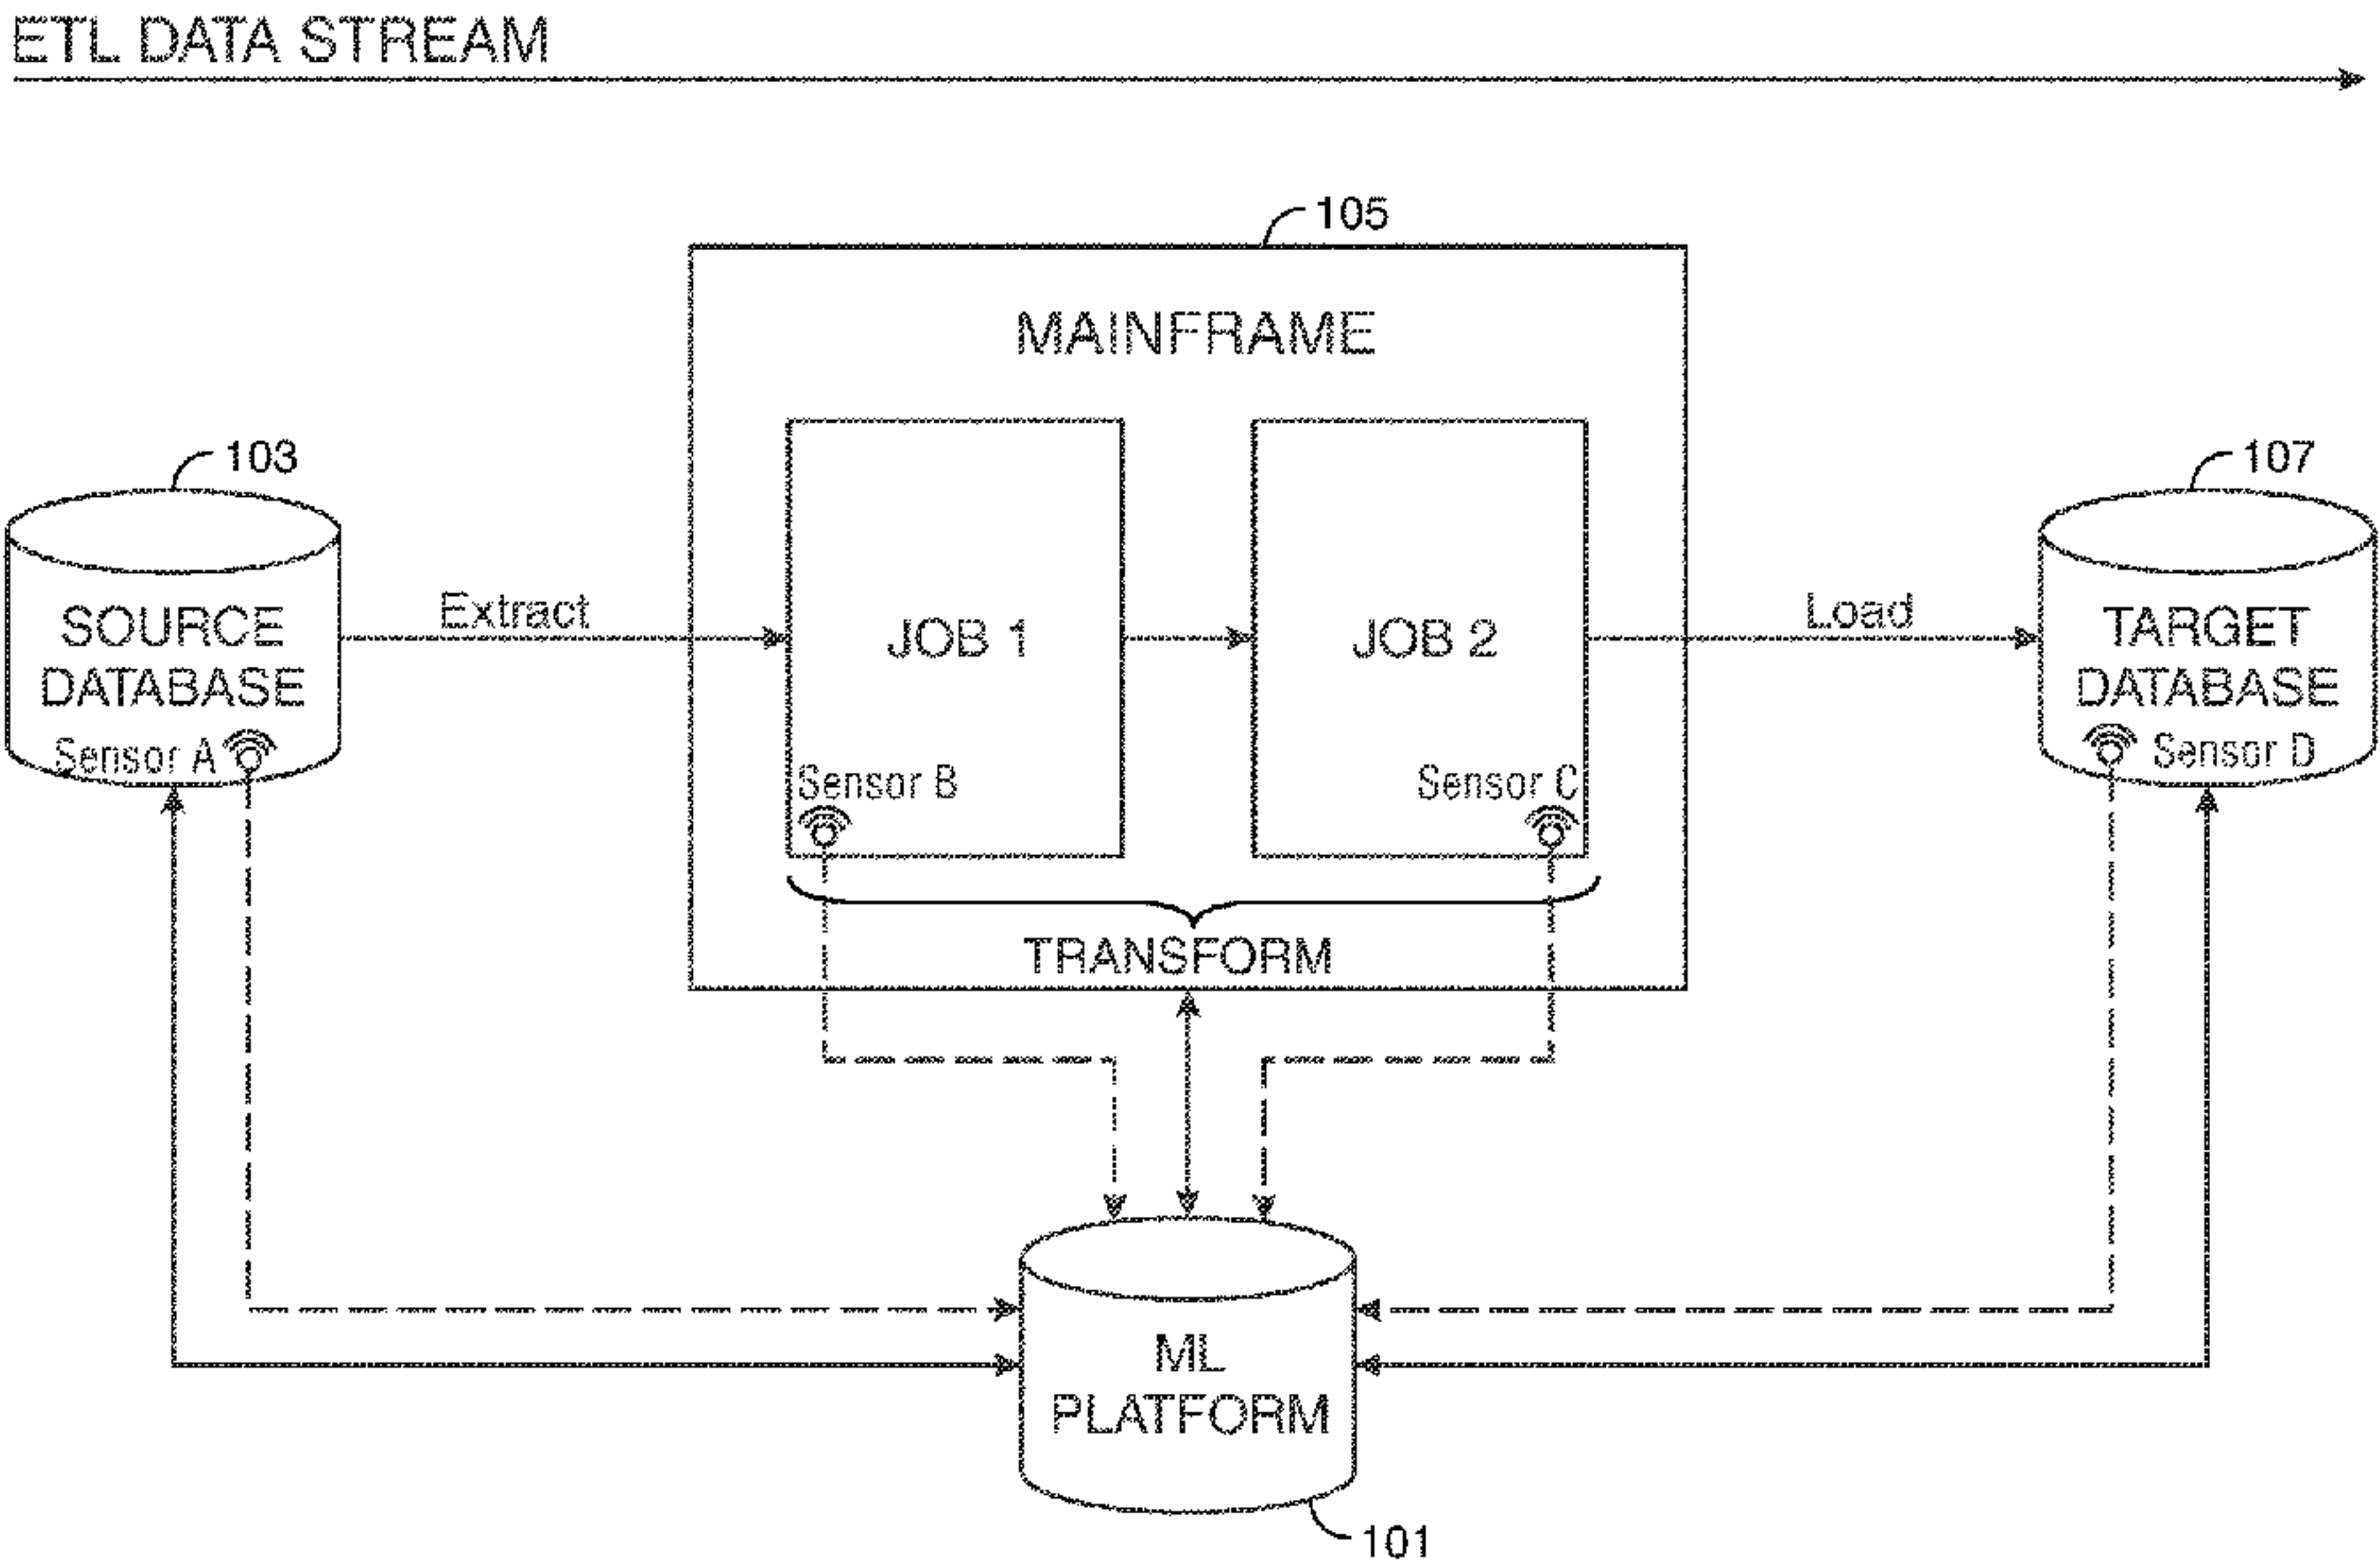 ETL DATA STREAM
105
MAINFRAME
103
107
Extract
Load
SOURCE
DATABASE
JOB 1
JOB 2
TARGET
DATABASE
Sensor A
Sensor B
Sensor C
Sensor D
TRANSFORM
ML
PLATFORM
101